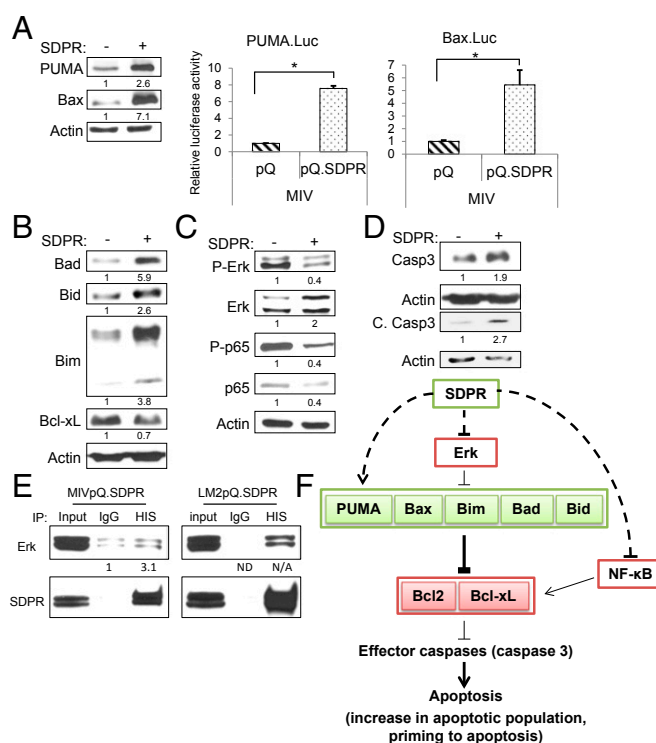 A
SDPR: - +
PUMA
1 2.6
Bax
1 7.1
Actin
PUMA.Luc
Relative luciferase activity
9
8
7
6
5
4
3
2
1
0
*
pQ pQ.SDPR
MIV
Bax.Luc
7
6
5
4
3
2
1
0
*
pQ pQ.SDPR
MIV
B
SDPR: - +
Bad
1 5.9
Bid
1 2.6
Bim
1 3.8
Bcl-xL
1 0.7
Actin
C
SDPR: - +
P-Erk
1 0.4
Erk
1 2
P-p65
1 0.4
p65
1 0.4
Actin
D
SDPR: - +
Casp3
1 1.9
Actin
C. Casp3
1 2.7
Actin
E
MIVpQ.SDPR LM2pQ.SDPR
IP: Input IgG HIS input IgG HIS
Erk
1 3.1 ND N/A
SDPR
F
SDPR
Erk
PUMA Bax Bim Bad Bid
NF-κB
Bcl2 Bcl-xL
Effector caspases (caspase 3)
Apoptosis
(increase in apoptotic population,
priming to apoptosis)